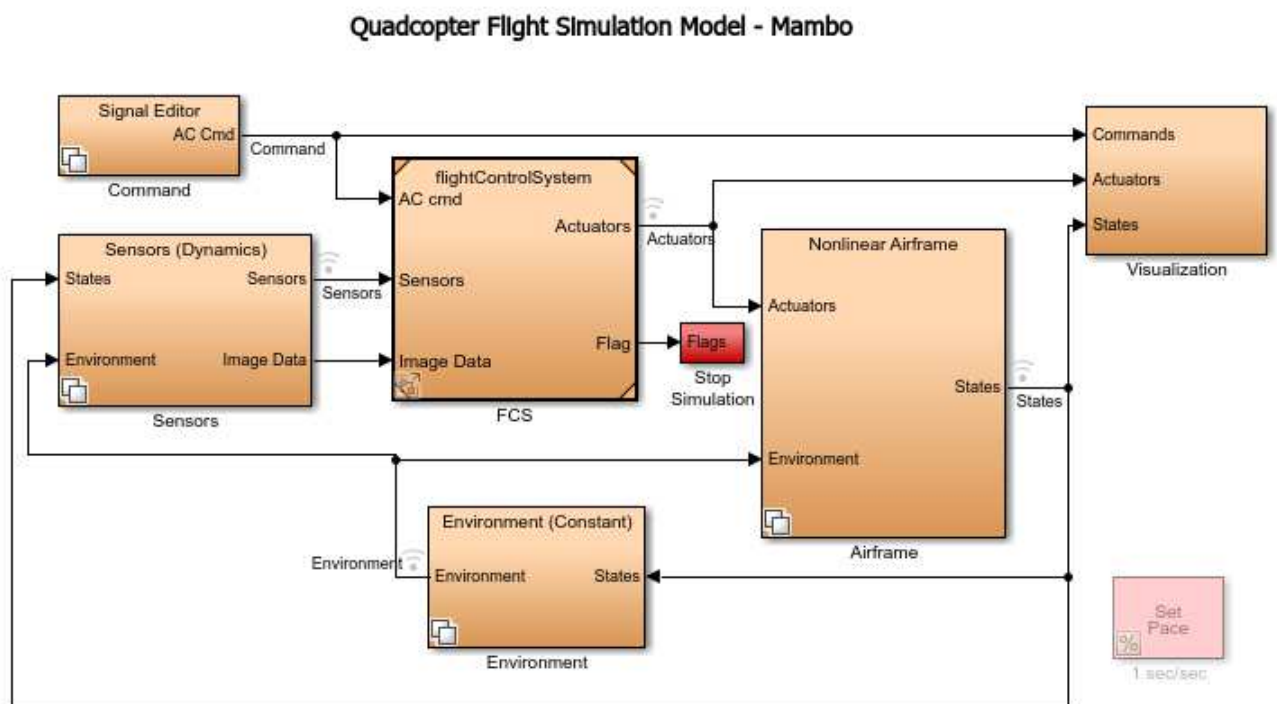 Quadcopter Flight Simulation Model - Mambo
Signal Editor
AC Cmd
Command
Command
flightControlSystem
AC cmd
Actuators
Sensors
Flag
Image Data
FCS
Actuators
Commands
Actuators
States
Visualization
Sensors (Dynamics)
States
Sensors
Environment
Image Data
Sensors
Sensors
Flags
Stop
Simulation
Nonlinear Airframe
Actuators
States
Environment
Airframe
States
Environment (Constant)
Environment
States
Environment
Environment
Set
Pace
%
1 sec/sec